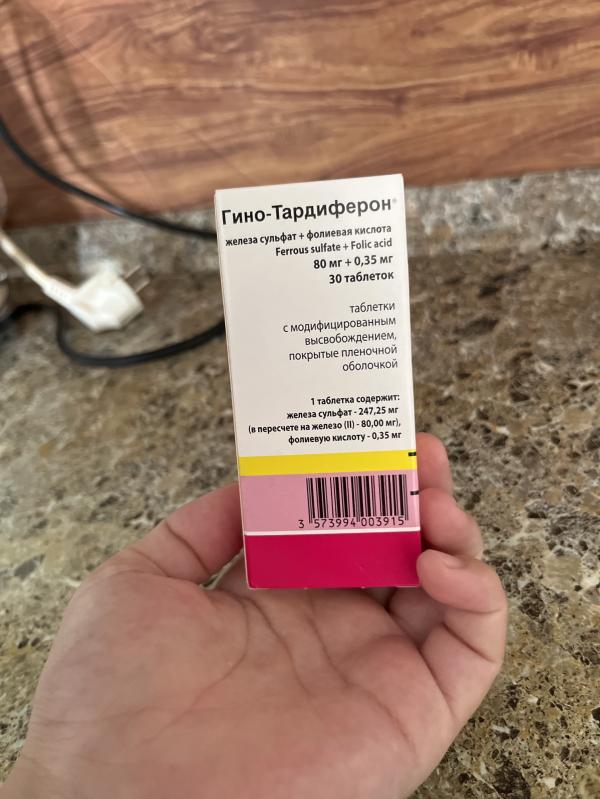 Гино-Тардиферон®
железа сульфат + фолиевая кислота
Ferrous sulfate + Folic acid
80 мг + 0,35 мг
30 таблеток
таблетки
с модифицированным
высвобождением,
покрытые пленочной
оболочкой
1 таблетка содержит:
железа сульфат - 247,25 мг
(в пересчете на железо (II) - 80,00 мг),
фолиевую кислоту - 0,35 мг
3 573994 003915